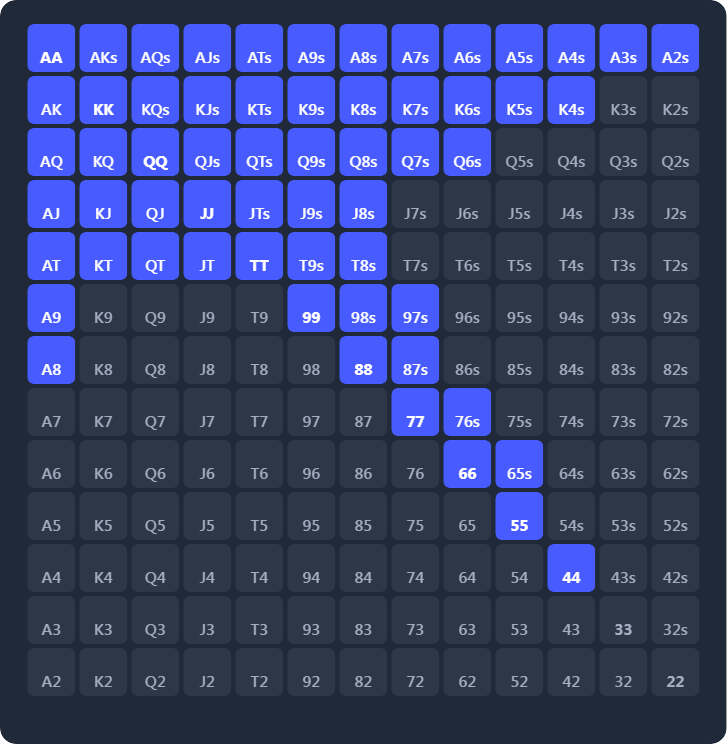 AA AKs AQs AJs ATs A9s A8s A7s A6s A5s A4s A3s A2s
AK KK KQs KJs KTs K9s K8s K7s K6s K5s K4s K3s K2s
AQ KQ QQ QJs QTs Q9s Q8s Q7s Q6s Q5s Q4s Q3s Q2s
AJ KJ QJ JJ JTs J9s J8s J7s J6s J5s J4s J3s J2s
AT KT QT JT TT T9s T8s T7s T6s T5s T4s T3s T2s
A9 K9 Q9 J9 T9 99 98s 97s 96s 95s 94s 93s 92s
A8 K8 Q8 J8 T8 98 88 87s 86s 85s 84s 83s 82s
A7 K7 Q7 J7 T7 97 87 77 76s 75s 74s 73s 72s
A6 K6 Q6 J6 T6 96 86 76 66 65s 64s 63s 62s
A5 K5 Q5 J5 T5 95 85 75 65 55 54s 53s 52s
A4 K4 Q4 J4 T4 94 84 74 64 54 44 43s 42s
A3 K3 Q3 J3 T3 93 83 73 63 53 43 33 32s
A2 K2 Q2 J2 T2 92 82 72 62 52 42 32 22